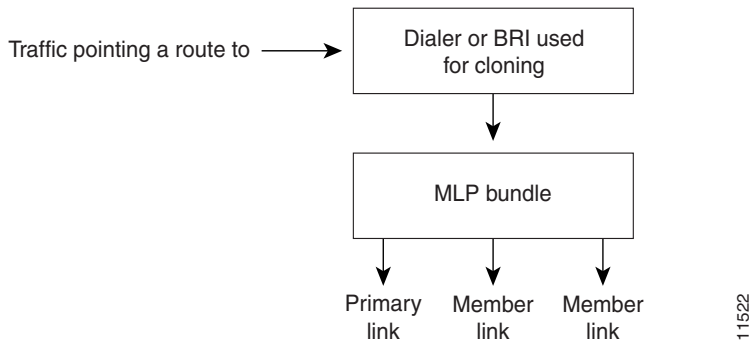 Traffic pointing a route to
Dialer or BRI used
for cloning
MLP bundle
Primary
link
Member
link
Member
link
11522